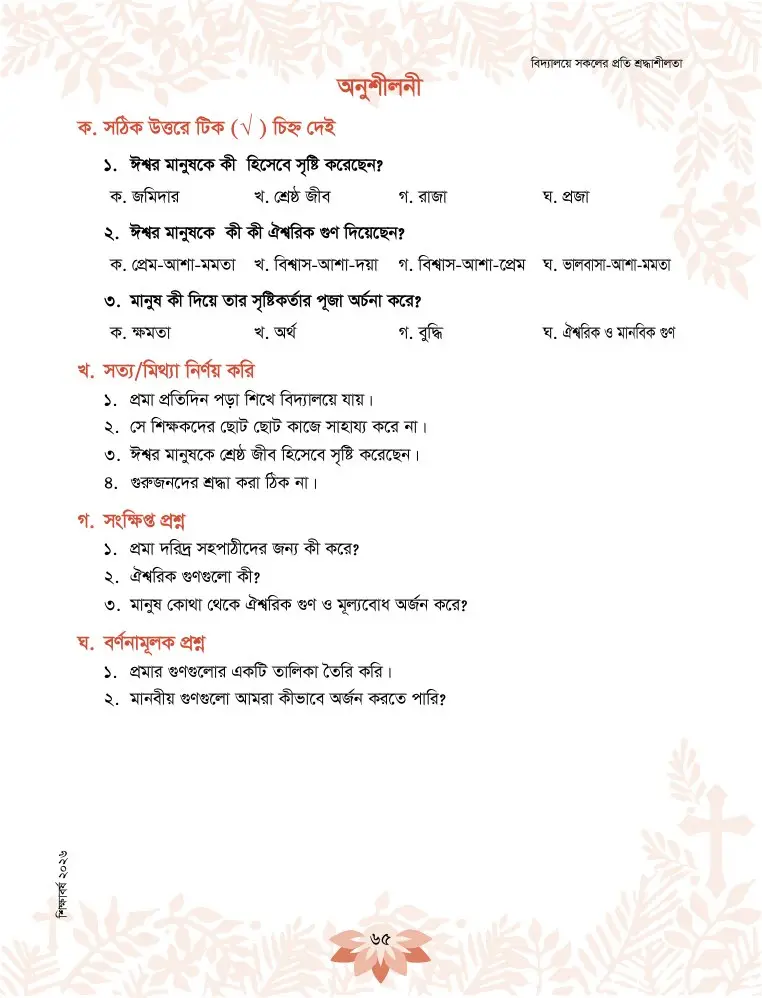 বিদ্যালয়ে সকলের প্রতি শ্রদ্ধাশীলতা
অনুশীলনী
ক. সঠিক উত্তরে টিক (√ ) চিহ্ন দেই
১. ঈশ্বর মানুষকে কী হিসেবে সৃষ্টি করেছেন?
ক. জমিদার খ. শ্রেষ্ঠ জীব গ. রাজা ঘ. প্রজা
২. ঈশ্বর মানুষকে কী কী ঐশ্বরিক গুণ দিয়েছেন?
ক. প্রেম-আশা-মমতা খ. বিশ্বাস-আশা-দয়া গ. বিশ্বাস-আশা-প্রেম ঘ. ভালবাসা-আশা-মমতা
৩. মানুষ কী দিয়ে তার সৃষ্টিকর্তার পূজা অর্চনা করে?
ক. ক্ষমতা খ. অর্থ গ. বুদ্ধি ঘ. ঐশ্বরিক ও মানবিক গুণ
খ. সত্য/মিথ্যা নির্ণয় করি
১. প্রমা প্রতিদিন পড়া শিখে বিদ্যালয়ে যায়।
২. সে শিক্ষকদের ছোট ছোট কাজে সাহায্য করে না।
৩. ঈশ্বর মানুষকে শ্রেষ্ঠ জীব হিসেবে সৃষ্টি করেছেন।
৪. গুরুজনদের শ্রদ্ধা করা ঠিক না।
গ. সংক্ষিপ্ত প্রশ্ন
১. প্রমা দরিদ্র সহপাঠীদের জন্য কী করে?
২. ঐশ্বরিক গুণগুলো কী?
৩. মানুষ কোথা থেকে ঐশ্বরিক গুণ ও মূল্যবোধ অর্জন করে?
ঘ. বর্ণনামূলক প্রশ্ন
১. প্রমার গুণগুলোর একটি তালিকা তৈরি করি।
২. মানবীয় গুণগুলো আমরা কীভাবে অর্জন করতে পারি?
শিক্ষাবর্ষ ২০২৬
৬৫